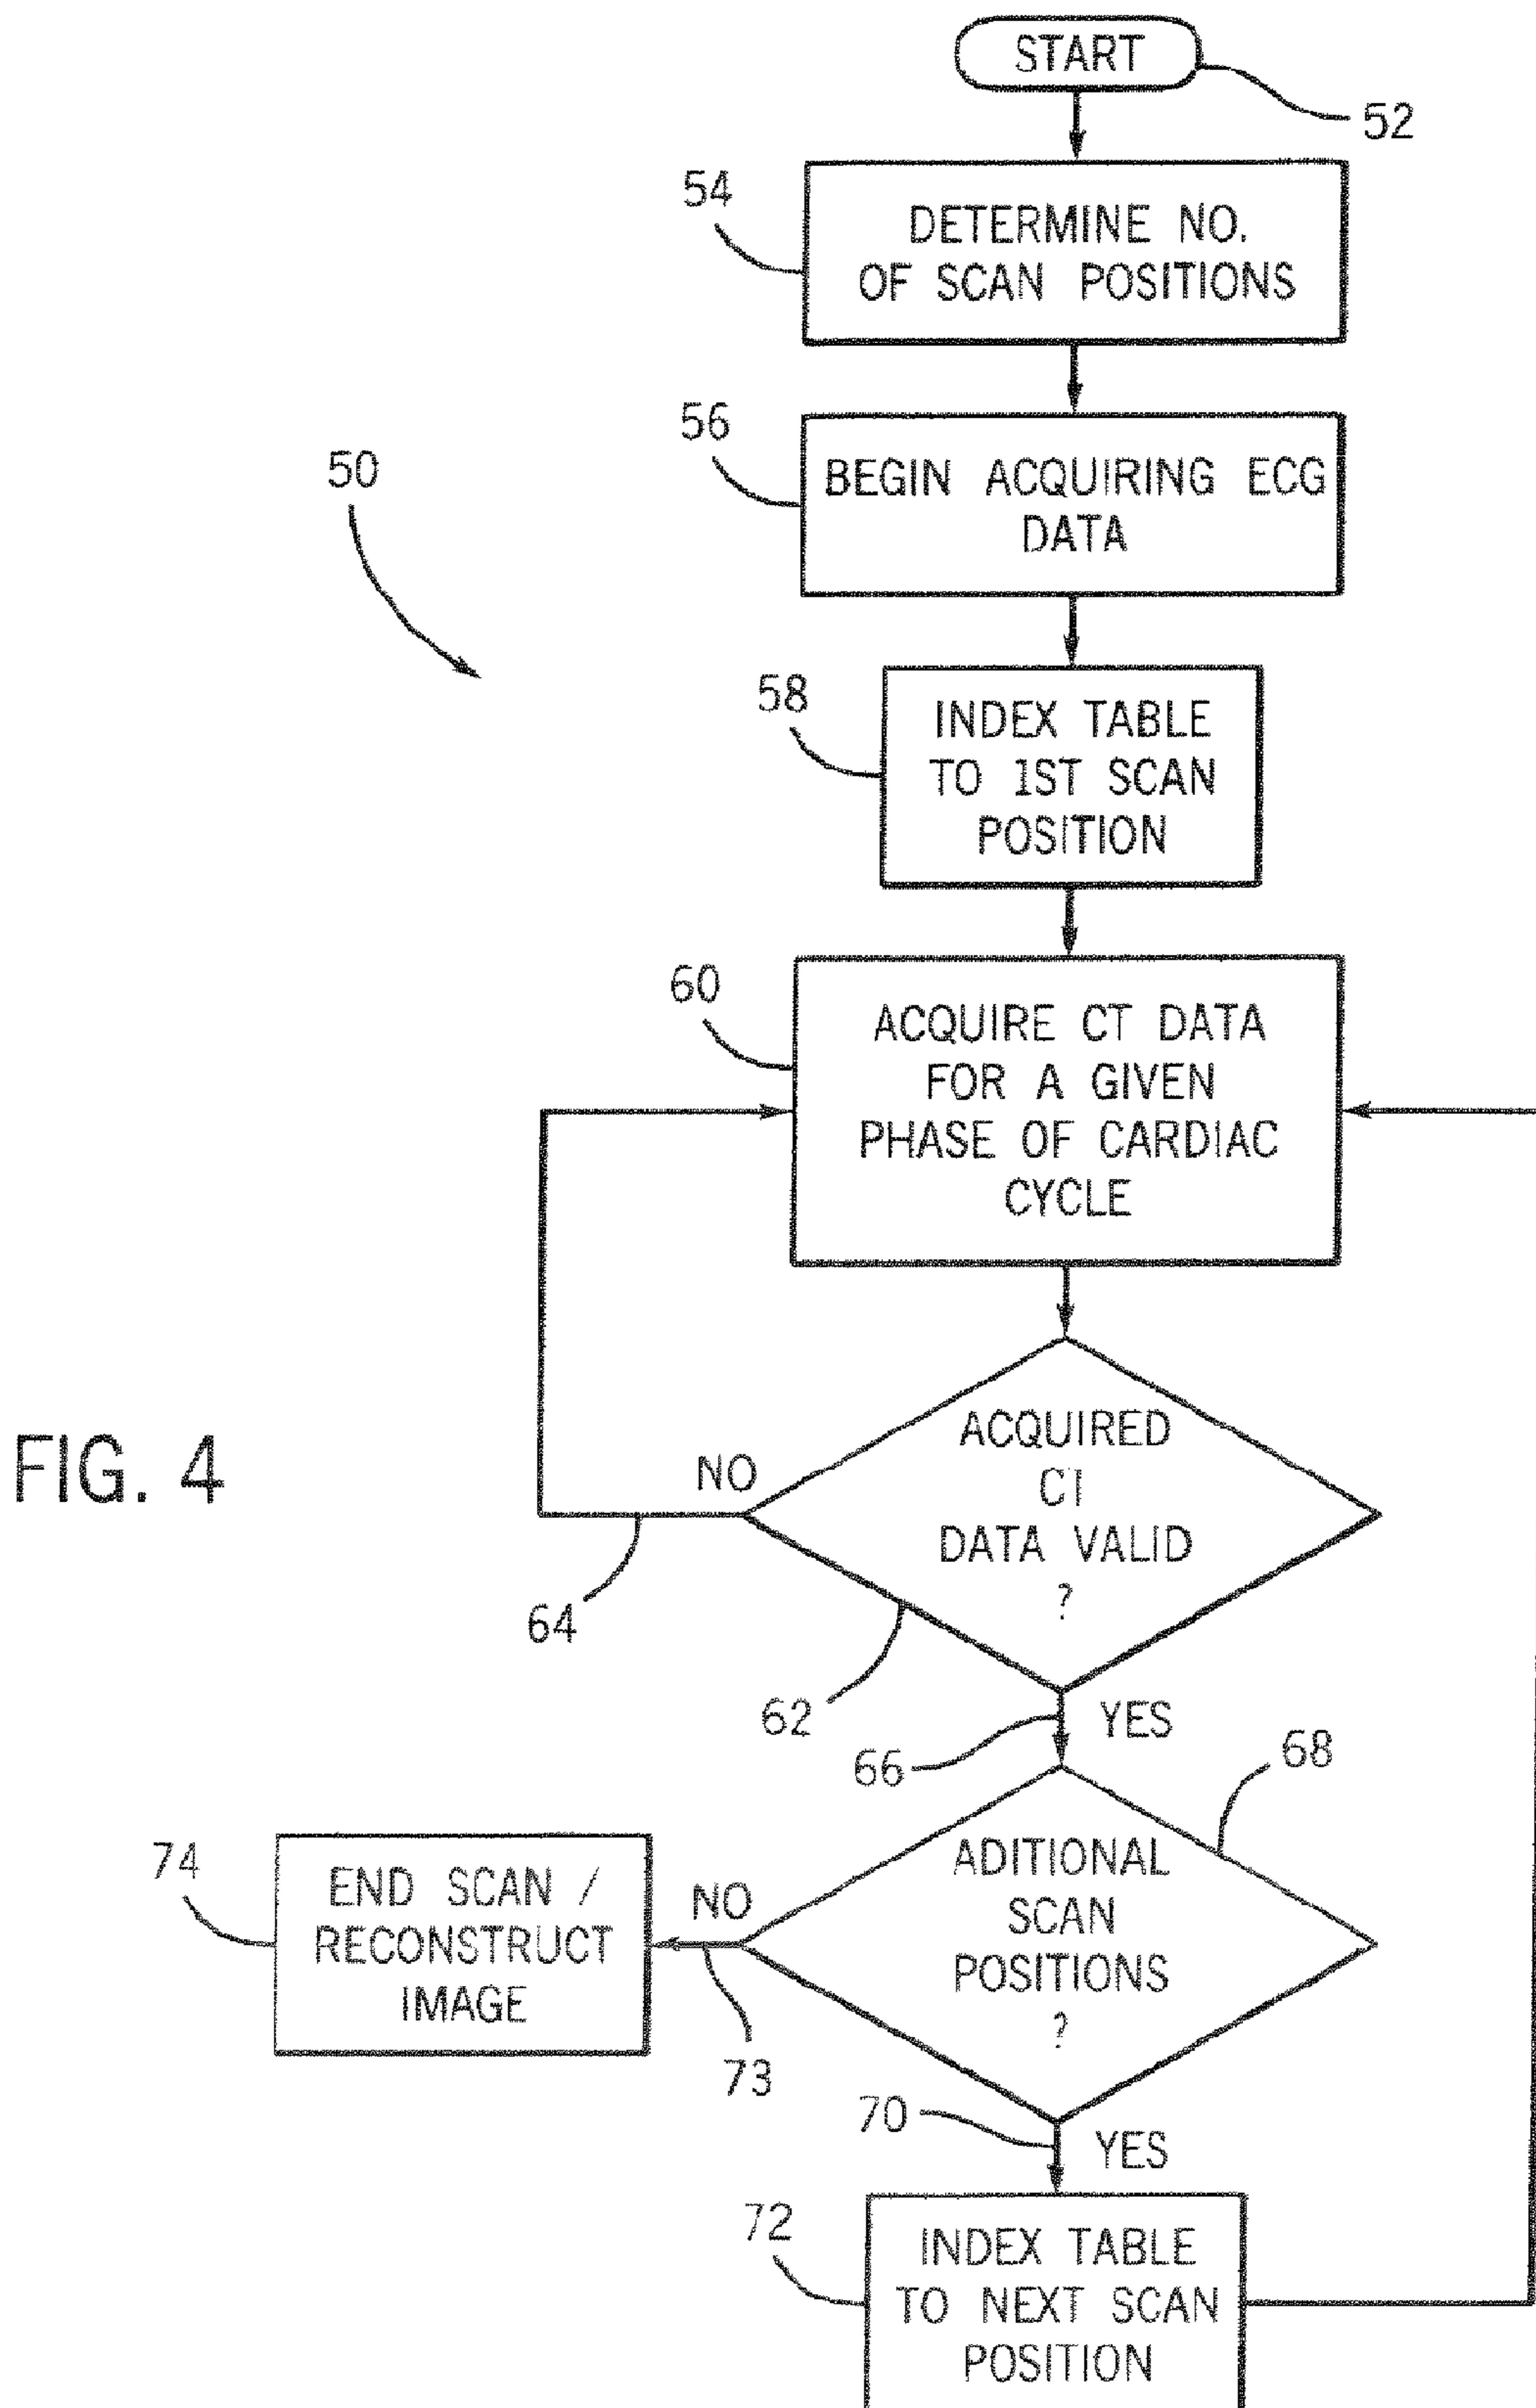 START
52
54
DETERMINE NO.
OF SCAN POSITIONS
56
BEGIN ACQUIRING ECG
DATA
50
58
INDEX TABLE
TO 1ST SCAN
POSITION
60
ACQUIRE CT DATA
FOR A GIVEN
PHASE OF CARDIAC
CYCLE
FIG. 4
ACQUIRED
CT
DATA VALID
?
NO
64
62
YES
66
68
ADITIONAL
SCAN
POSITIONS
?
NO
73
74
END SCAN /
RECONSTRUCT
IMAGE
70
YES
72
INDEX TABLE
TO NEXT SCAN
POSITION